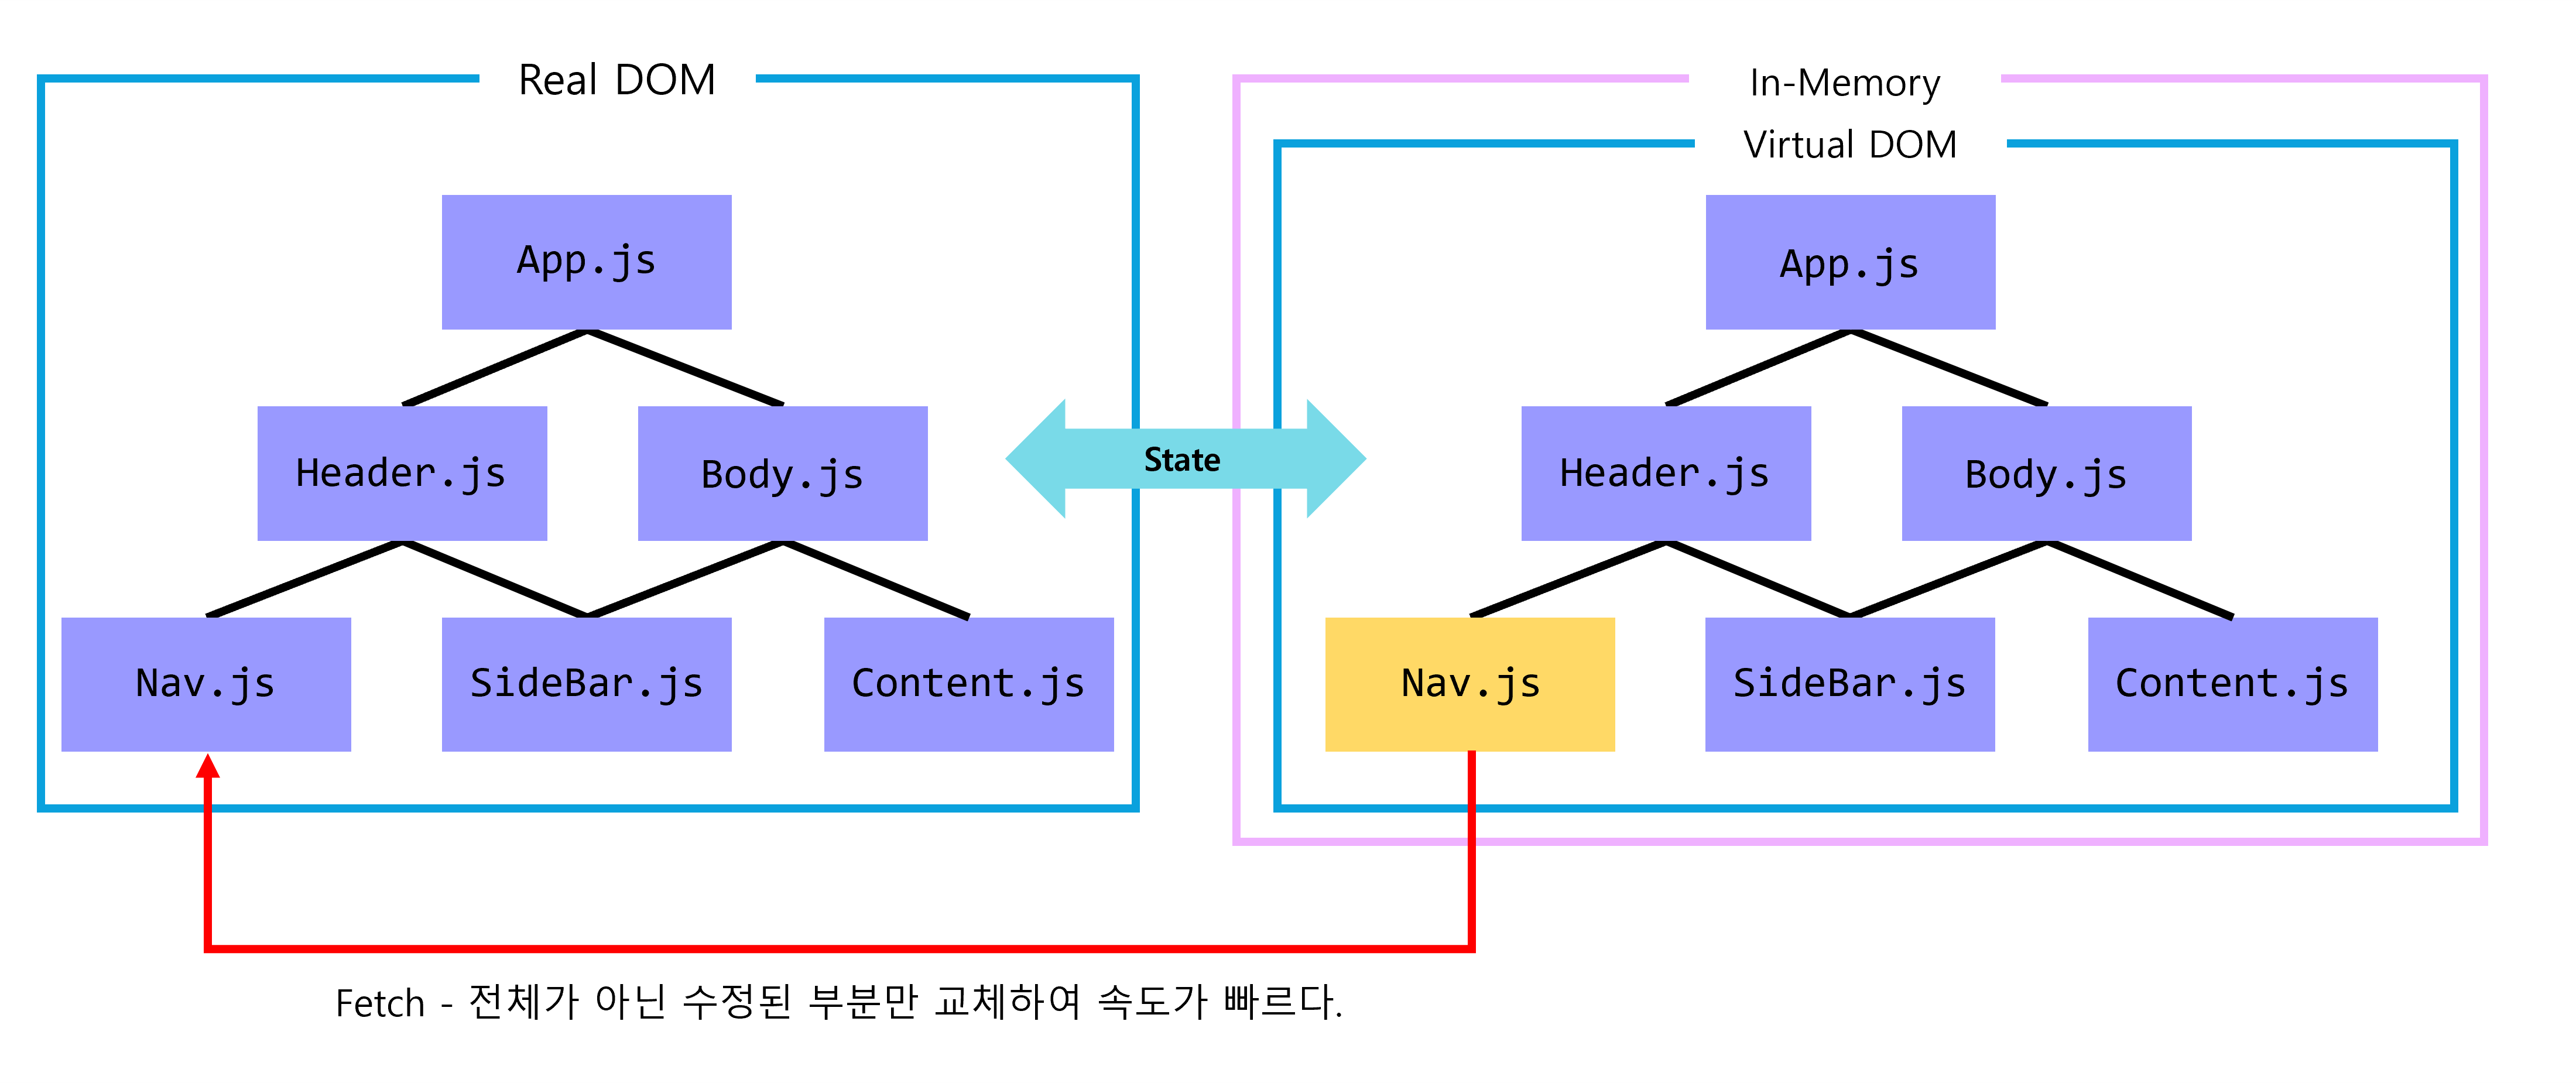 Real DOM
App.js
Header.js
Body.js
Nav.js
SideBar.js
Content.js
State
In-Memory
Virtual DOM
App.js
Header.js
Body.js
Nav.js
SideBar.js
Content.js
Fetch - 전체가 아닌 수정된 부분만 교체하여 속도가 빠르다.